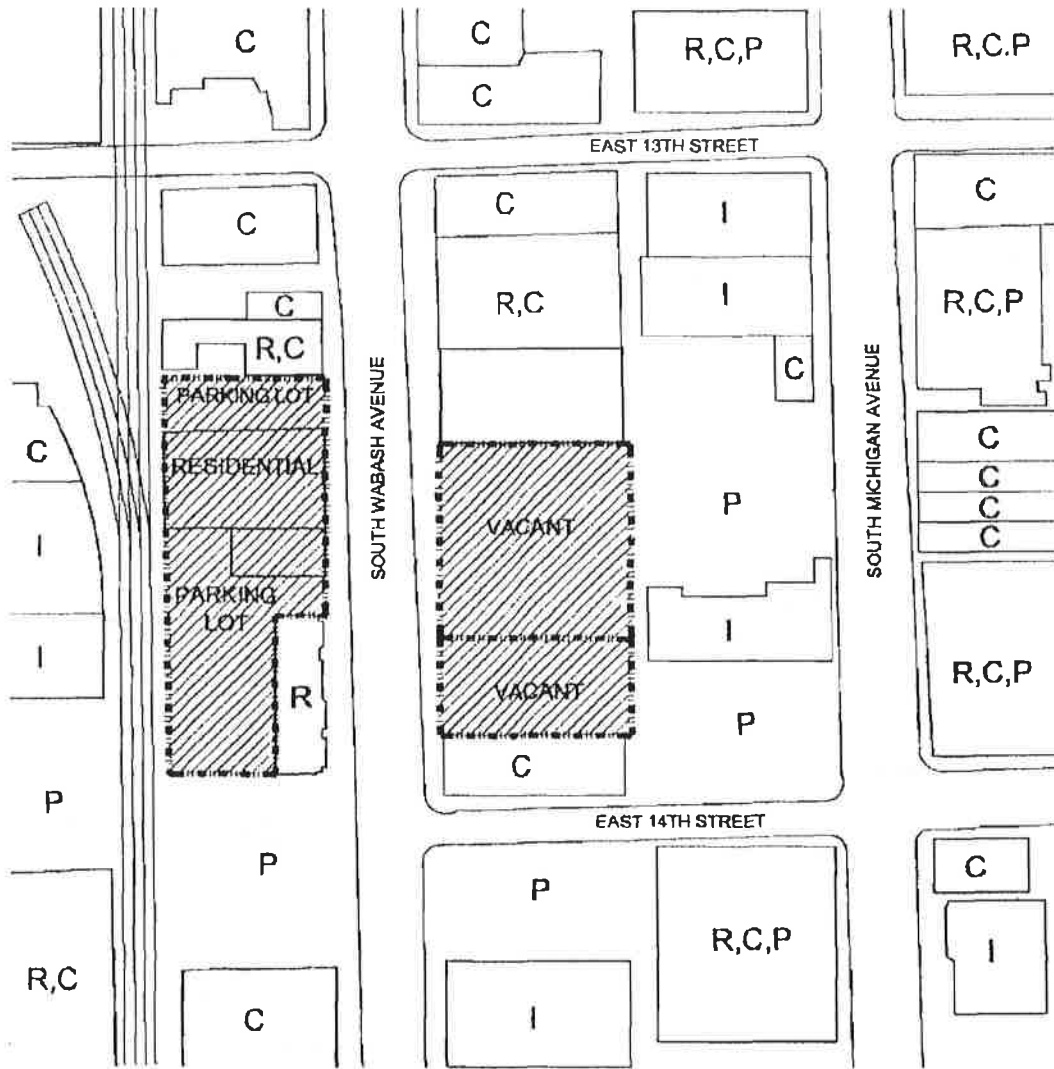 C
C
C
R,C,P
R,C.P
EAST 13TH STREET
C
C
I
C
C
R,C
R,C
I
R,C,P
C
PARKING LOT
RESIDENTIAL
SOUTH WABASH AVENUE
VACANT
P
SOUTH MICHIGAN AVENUE
C
C
C
C
C
I
PARKING
LOT
I
I
R
VACANT
R,C,P
P
C
P
EAST 14TH STREET
P
P
C
R,C,P
I
R,C
C
I